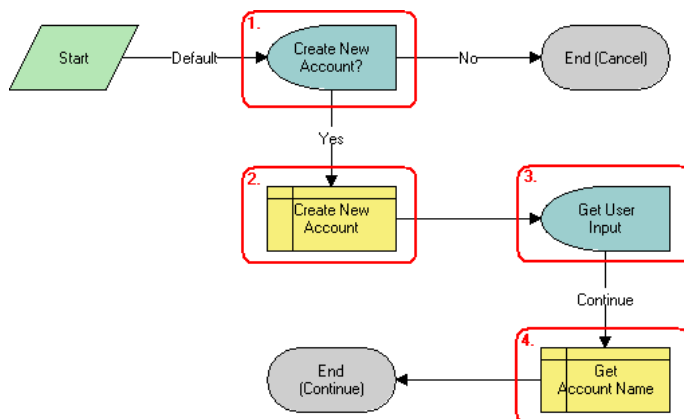 1.
Start
Default
Create New
Account?
No
End (Cancel)
Yes
2.
Create New
Account
3.
Get User
Input
Continue
4.
Get
Account Name
End
(Continue)